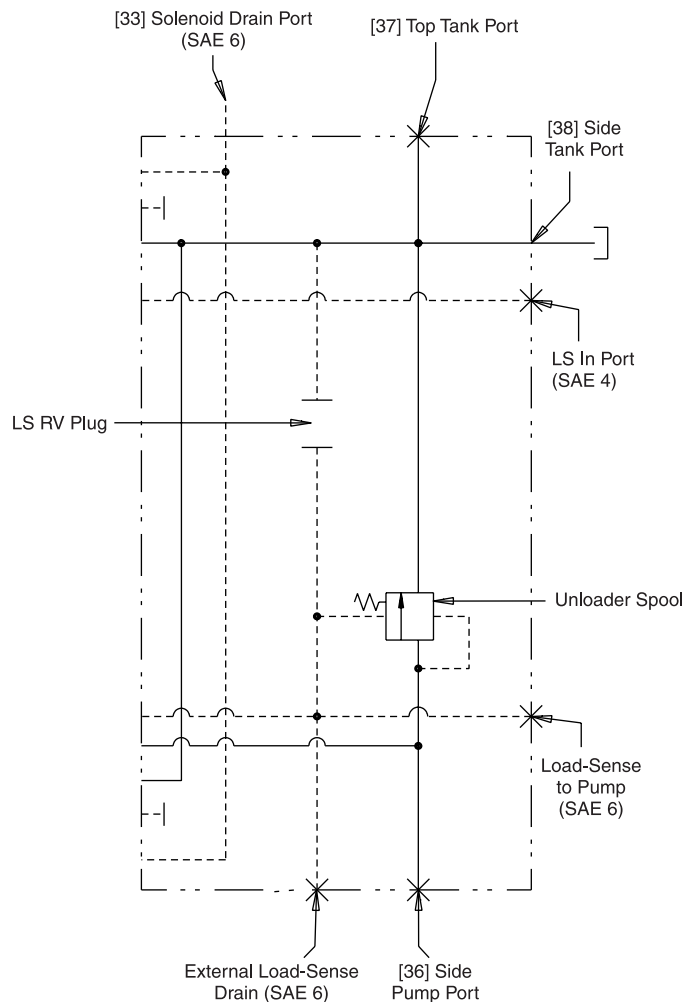 [33] Solenoid Drain Port
(SAE 6)
[37] Top Tank Port
[38] Side
Tank Port
LS In Port
(SAE 4)
LS RV Plug
Unloader Spool
Load-Sense
to Pump
(SAE 6)
External Load-Sense
Drain (SAE 6)
[36] Side
Pump Port